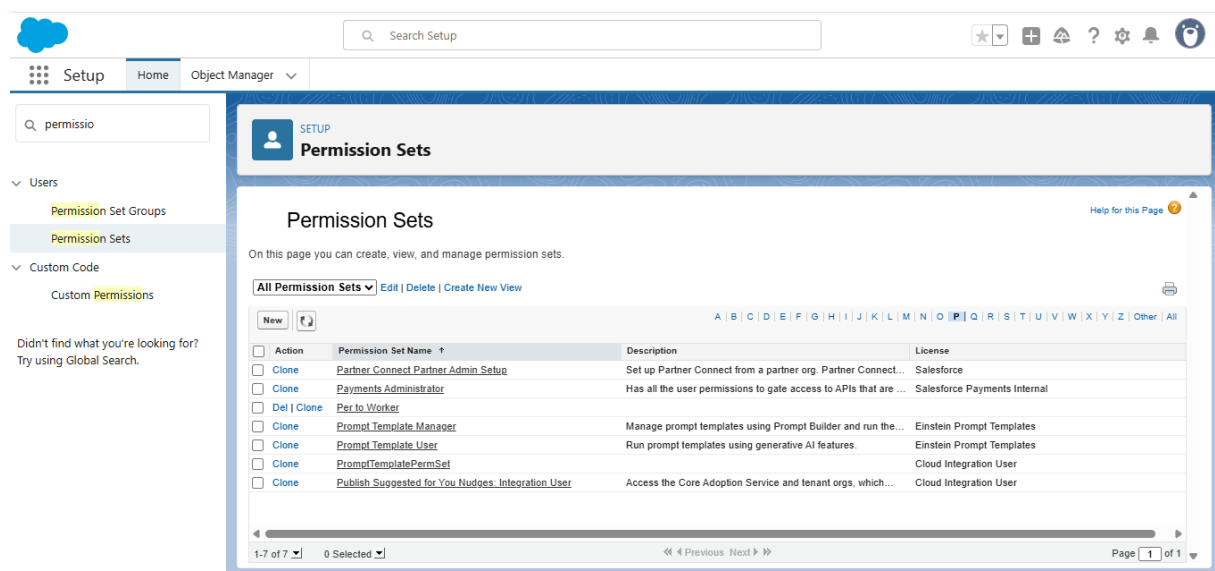 Search Setup
Setup
Home
Object Manager
permissio
Users
Permission Set Groups
Permission Sets
Custom Code
Custom Permissions
Didn't find what you're looking for?
Try using Global Search.
SETUP
Permission Sets
Permission Sets
Help for this Page
On this page you can create, view, and manage permission sets.
All Permission Sets Edit | Delete | Create New View
New
A | B | C | D | E | F | G | H | I | J | K | L | M | N | O | P | Q | R | S | T | U | V | W | X | Y | Z | Other | All
Action Permission Set Name ↑ Description License
Clone Partner Connect Partner Admin Setup Set up Partner Connect from a partner org. Partner Connect... Salesforce
Clone Payments Administrator Has all the user permissions to gate access to APIs that are ... Salesforce Payments Internal
Del | Clone Per to Worker
Clone Prompt Template Manager Manage prompt templates using Prompt Builder and run the... Einstein Prompt Templates
Clone Prompt Template User Run prompt templates using generative AI features. Einstein Prompt Templates
Clone PromptTemplatePermSet Cloud Integration User
Clone Publish Suggested for You Nudges: Integration User Access the Core Adoption Service and tenant orgs, which... Cloud Integration User
1-7 of 7 0 Selected Previous Next Page 1 of 1